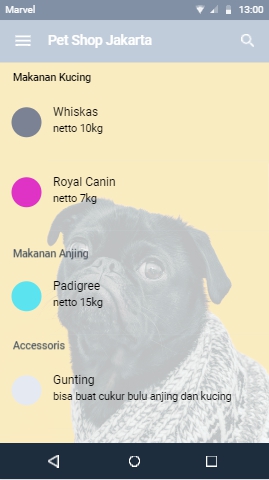 Marvel 13:00
Pet Shop Jakarta
Makanan Kucing
Whiskas
netto 10kg
Royal Canin
netto 7kg
Makanan Anjing
Padigree
netto 15kg
Accessoris
Gunting
bisa buat cukur bulu anjing dan kucing